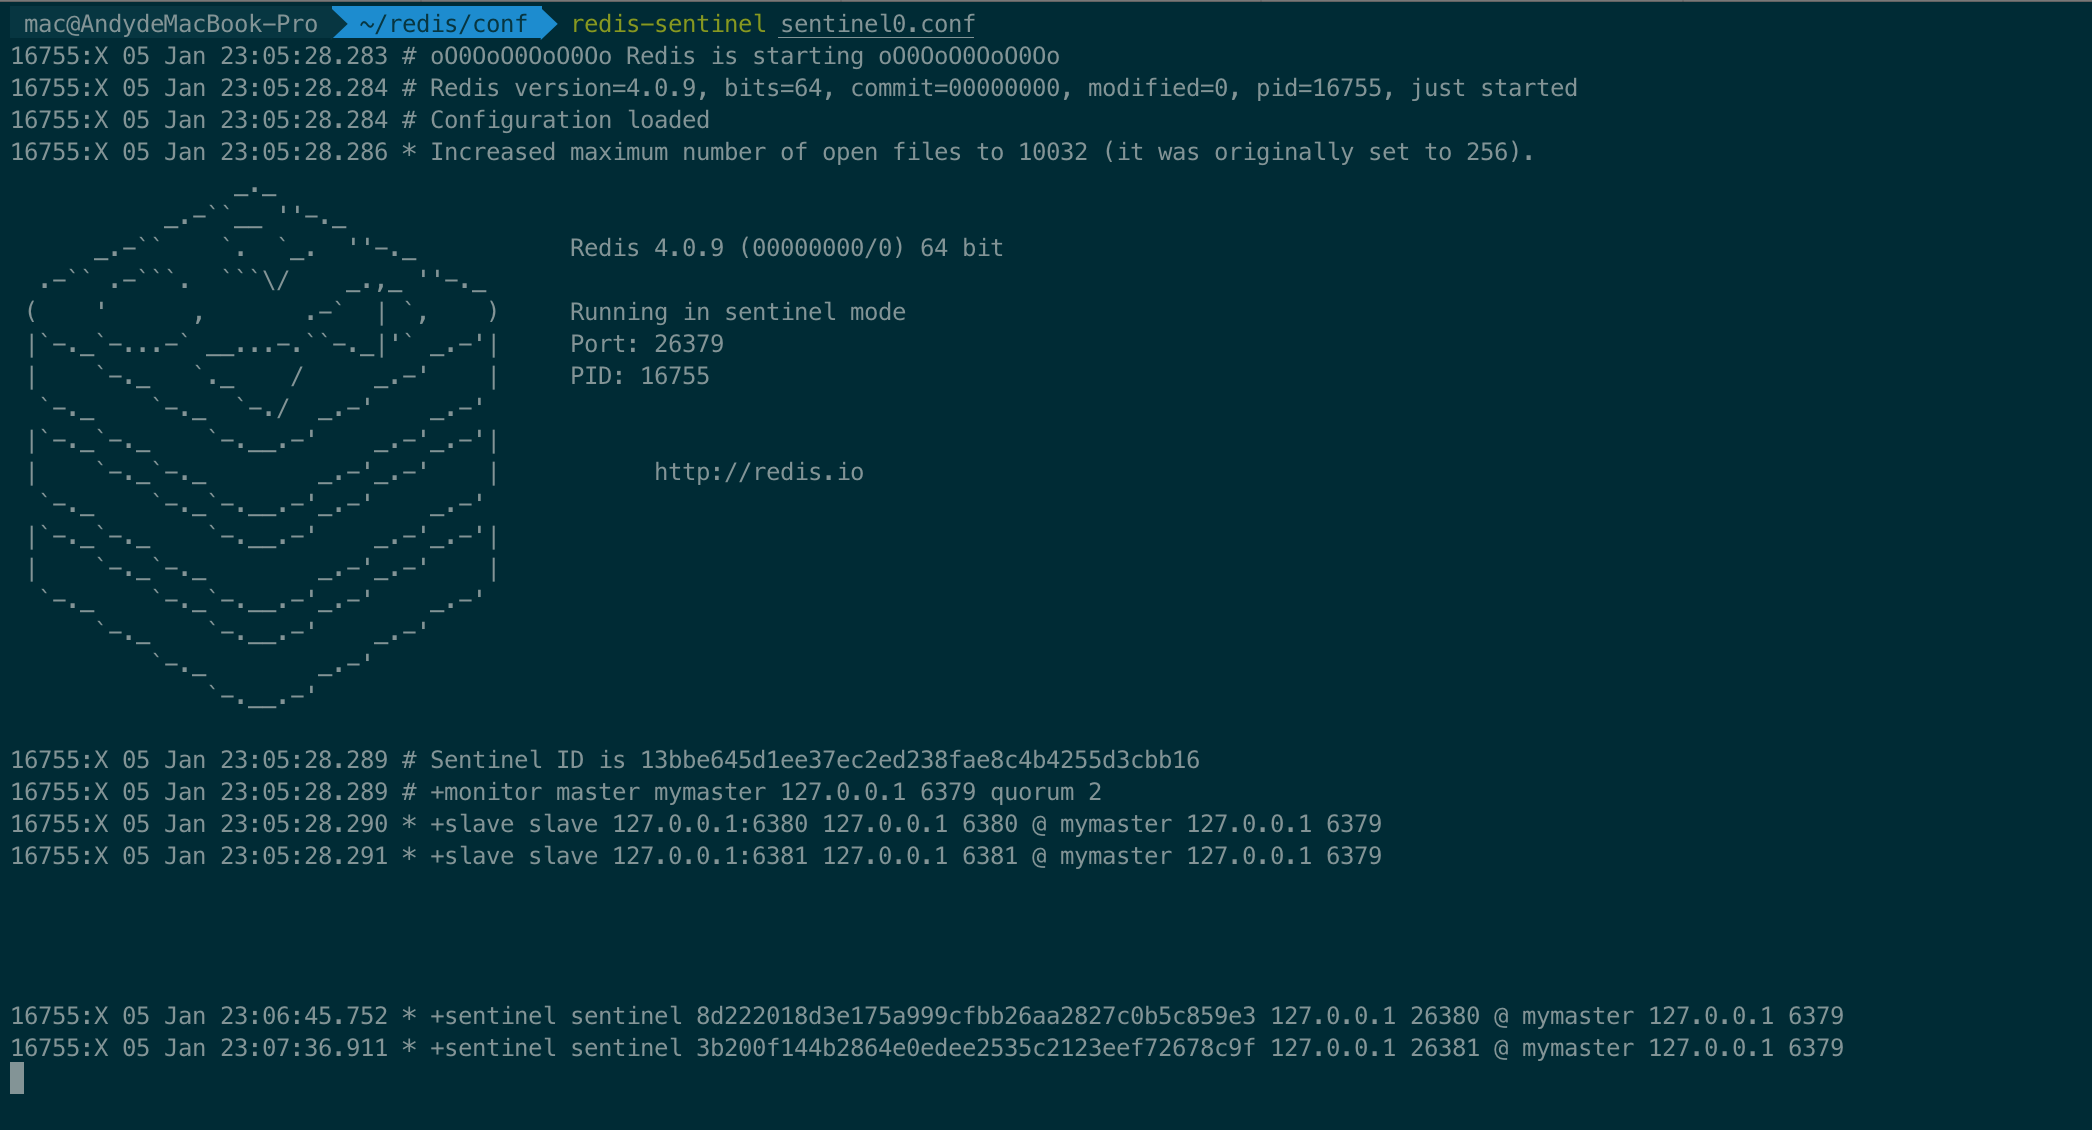 mac@AndydeMacBook-Pro ~/redis/conf redis-sentinel sentinel0.conf
16755:X 05 Jan 23:05:28.283 # oO0OoO0OoO0Oo Redis is starting oO0OoO0OoO0Oo
16755:X 05 Jan 23:05:28.284 # Redis version=4.0.9, bits=64, commit=00000000, modified=0, pid=16755, just started
16755:X 05 Jan 23:05:28.284 # Configuration loaded
16755:X 05 Jan 23:05:28.286 * Increased maximum number of open files to 10032 (it was originally set to 256).
Redis 4.0.9 (00000000/0) 64 bit
Running in sentinel mode
Port: 26379
PID: 16755
http://redis.io
16755:X 05 Jan 23:05:28.289 # Sentinel ID is 13bbe645d1ee37ec2ed238fae8c4b4255d3cbb16
16755:X 05 Jan 23:05:28.289 # +monitor master mymaster 127.0.0.1 6379 quorum 2
16755:X 05 Jan 23:05:28.290 * +slave slave 127.0.0.1:6380 127.0.0.1 6380 @ mymaster 127.0.0.1 6379
16755:X 05 Jan 23:05:28.291 * +slave slave 127.0.0.1:6381 127.0.0.1 6381 @ mymaster 127.0.0.1 6379
16755:X 05 Jan 23:06:45.752 * +sentinel sentinel 8d222018d3e175a999cfbb26aa2827c0b5c859e3 127.0.0.1 26380 @ mymaster 127.0.0.1 6379
16755:X 05 Jan 23:07:36.911 * +sentinel sentinel 3b200f144b2864e0edee2535c2123eef72678c9f 127.0.0.1 26381 @ mymaster 127.0.0.1 6379